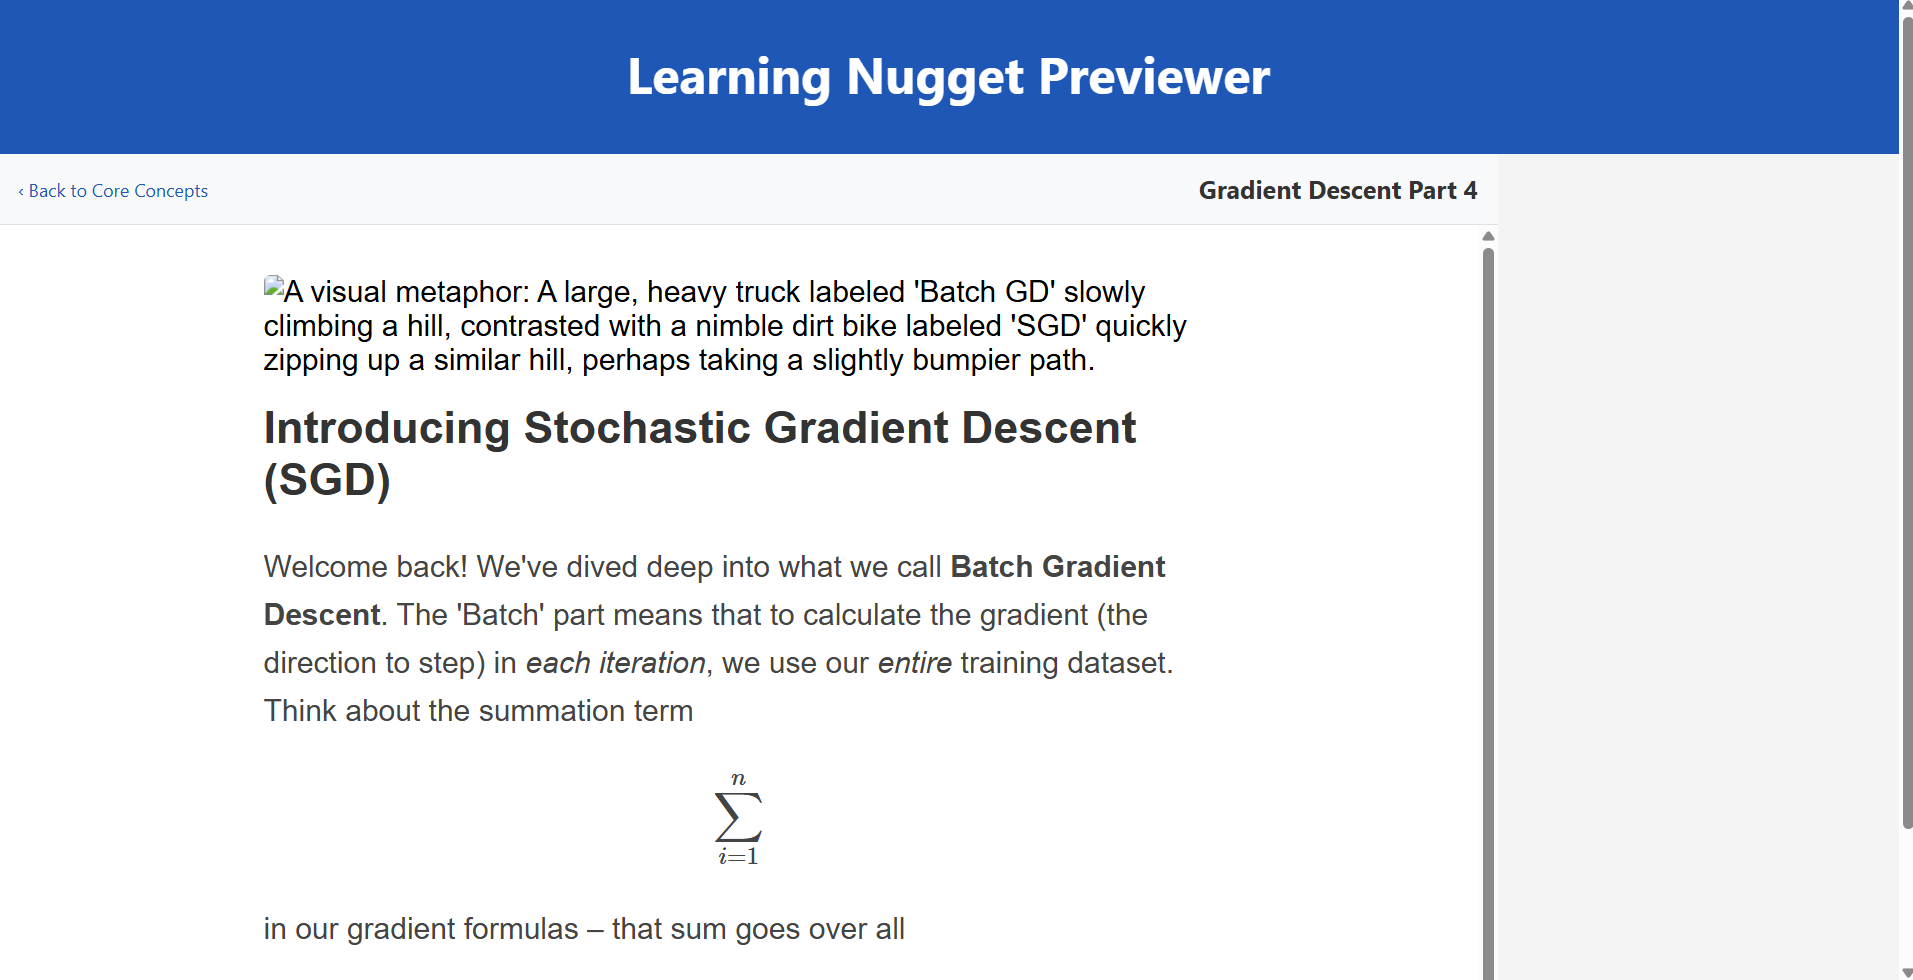 Learning Nugget Previewer
‹ Back to Core Concepts
Gradient Descent Part 4
A visual metaphor: A large, heavy truck labeled 'Batch GD' slowly
climbing a hill, contrasted with a nimble dirt bike labeled 'SGD' quickly
zipping up a similar hill, perhaps taking a slightly bumpier path.
Introducing Stochastic Gradient Descent
(SGD)
Welcome back! We've dived deep into what we call Batch Gradient
Descent. The 'Batch' part means that to calculate the gradient (the
direction to step) in each iteration, we use our entire training dataset.
Think about the summation term
n
∑
i=1
in our gradient formulas – that sum goes over all